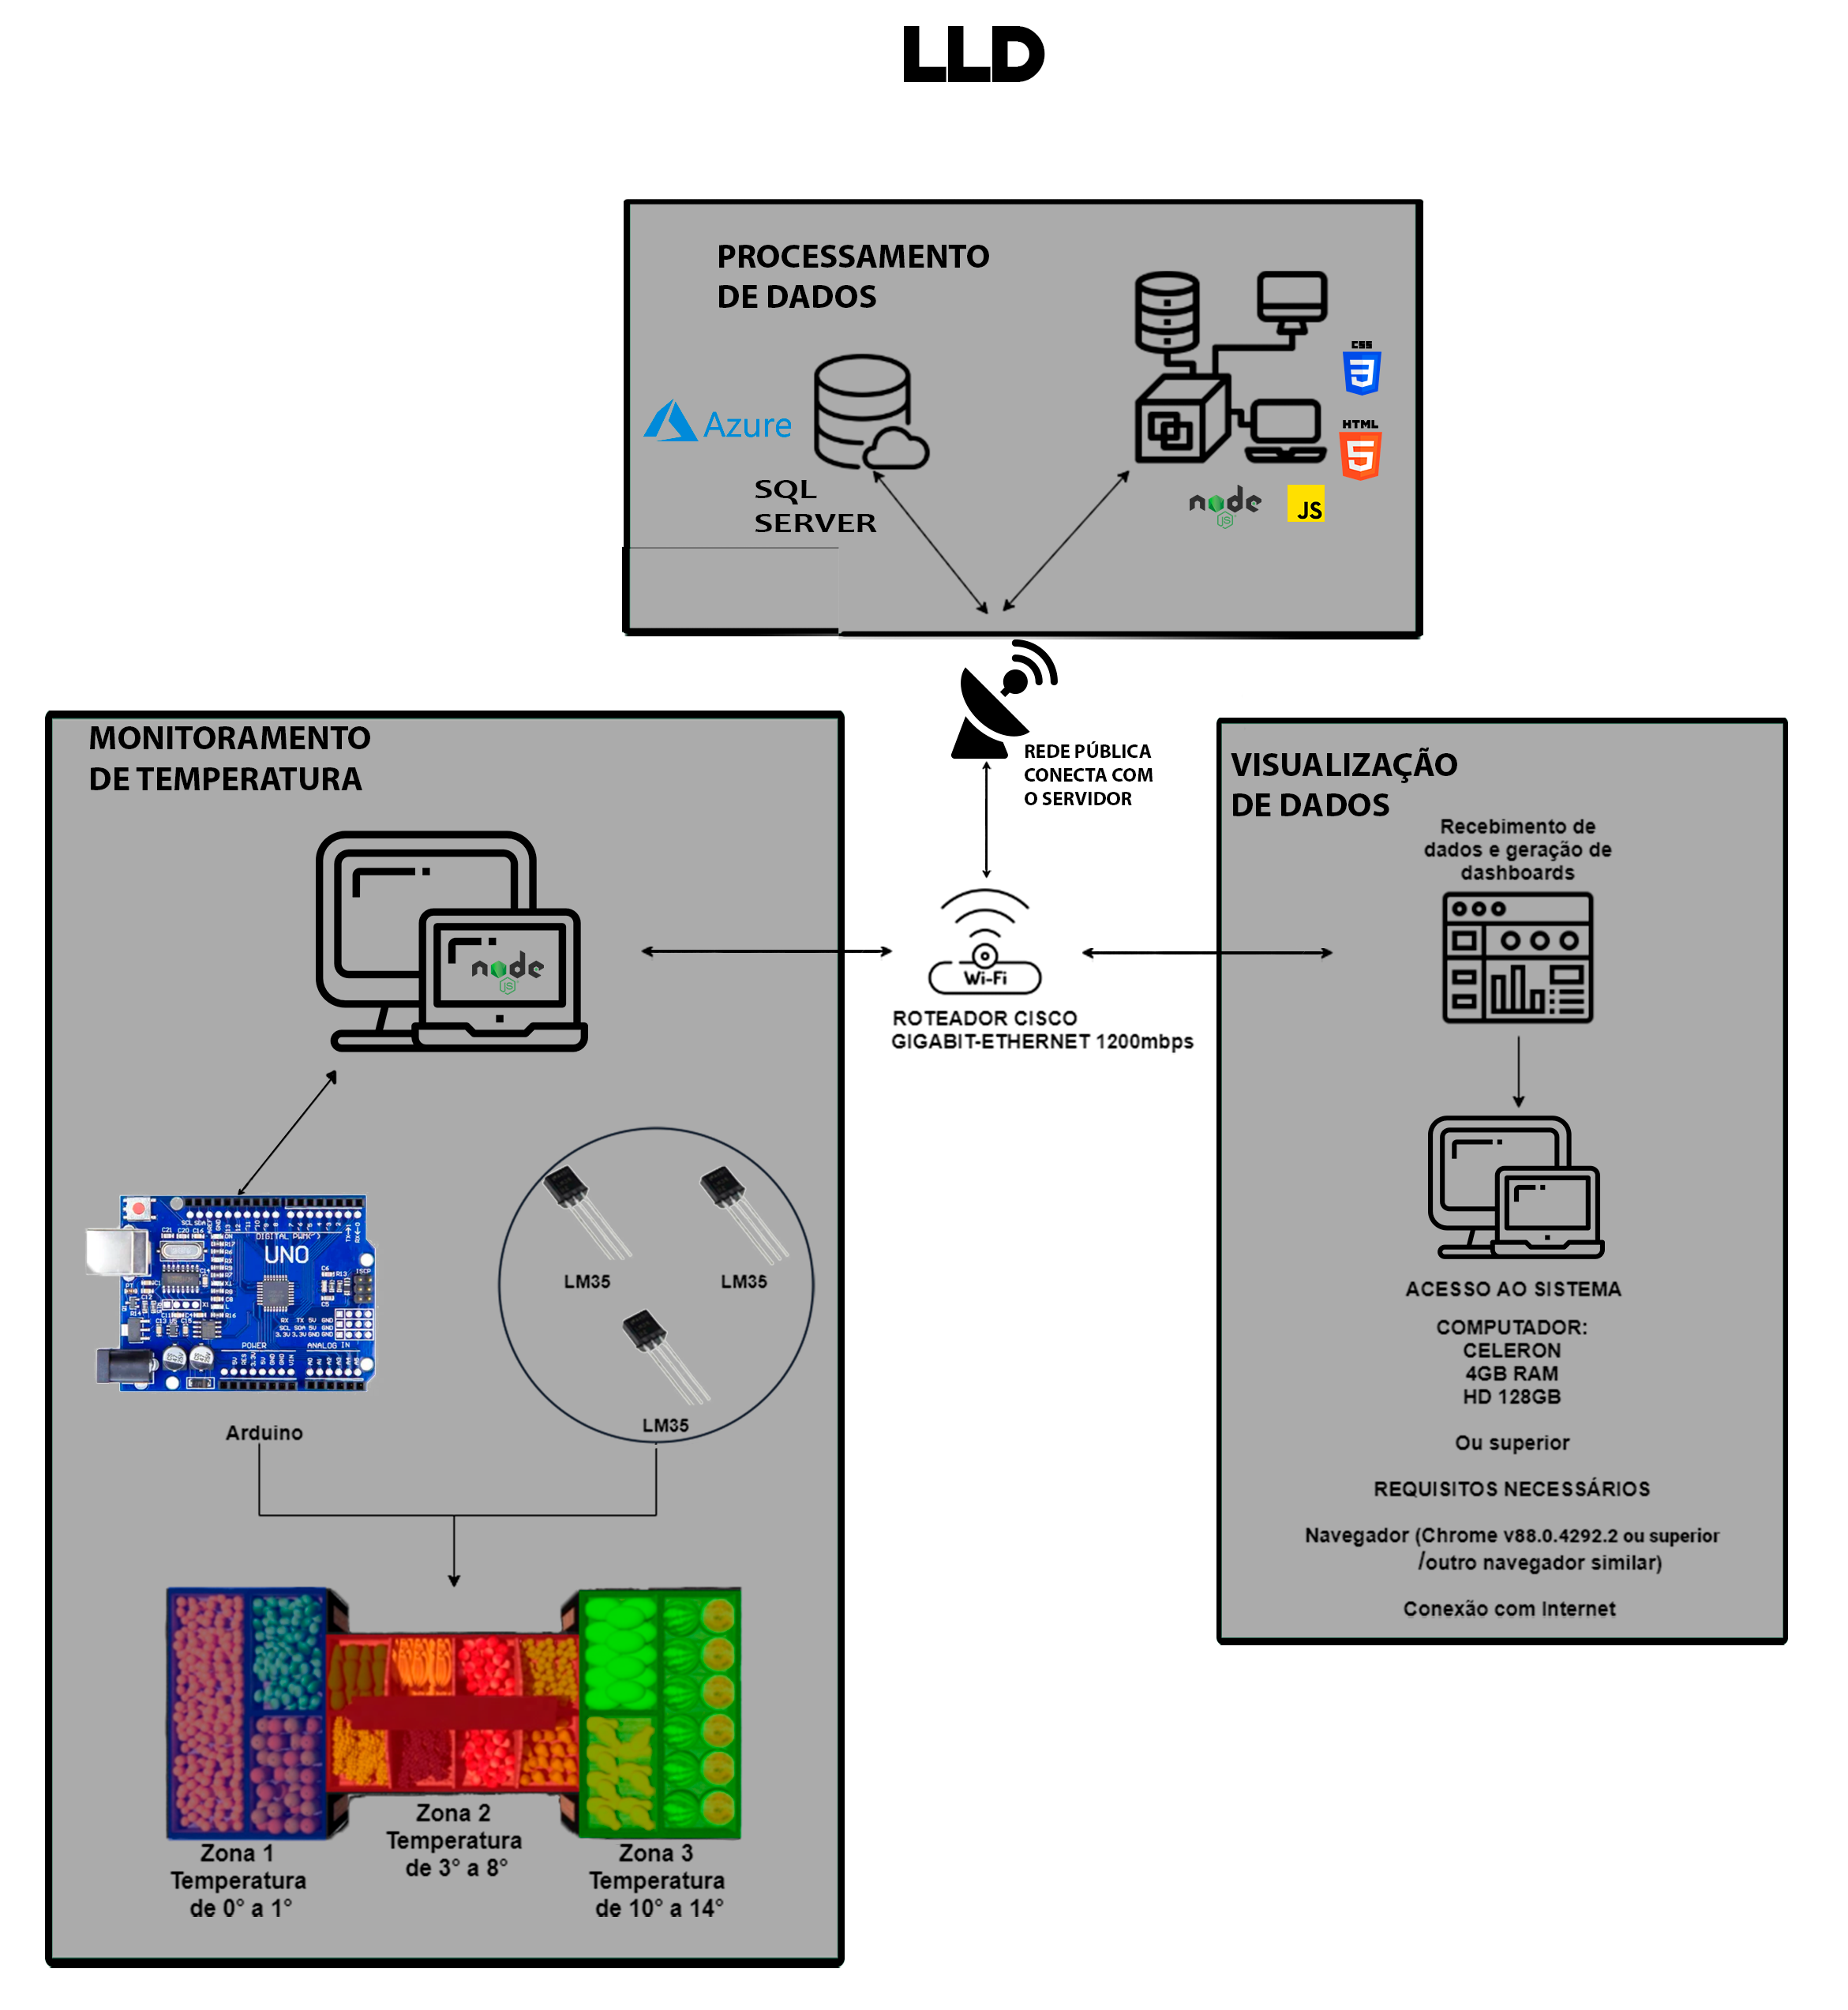 LLD
PROCESSAMENTO
DE DADOS
Azure
SQL
SERVER
CSS
HTML
node
JS
JS
REDE PÚBLICA
CONECTA COM
O SERVIDOR
MONITORAMENTO
DE TEMPERATURA
node
JS
Wi-Fi
ROTEADOR CISCO
GIGABIT-ETHERNET 1200mbps
UNO
POWER
ANALOG IN
Arduino
LM35
LM35
LM35
Zona 1
Temperatura
de 0° a 1°
Zona 2
Temperatura
de 3° a 8°
Zona 3
Temperatura
de 10° a 14°
VISUALIZAÇÃO
DE DADOS
Recebimento de
dados e geração de
dashboards
ACESSO AO SISTEMA
COMPUTADOR:
CELERON
4GB RAM
HD 128GB
Ou superior
REQUISITOS NECESSÁRIOS
Navegador (Chrome v88.0.4292.2 ou superior
/outro navegador similar)
Conexão com Internet